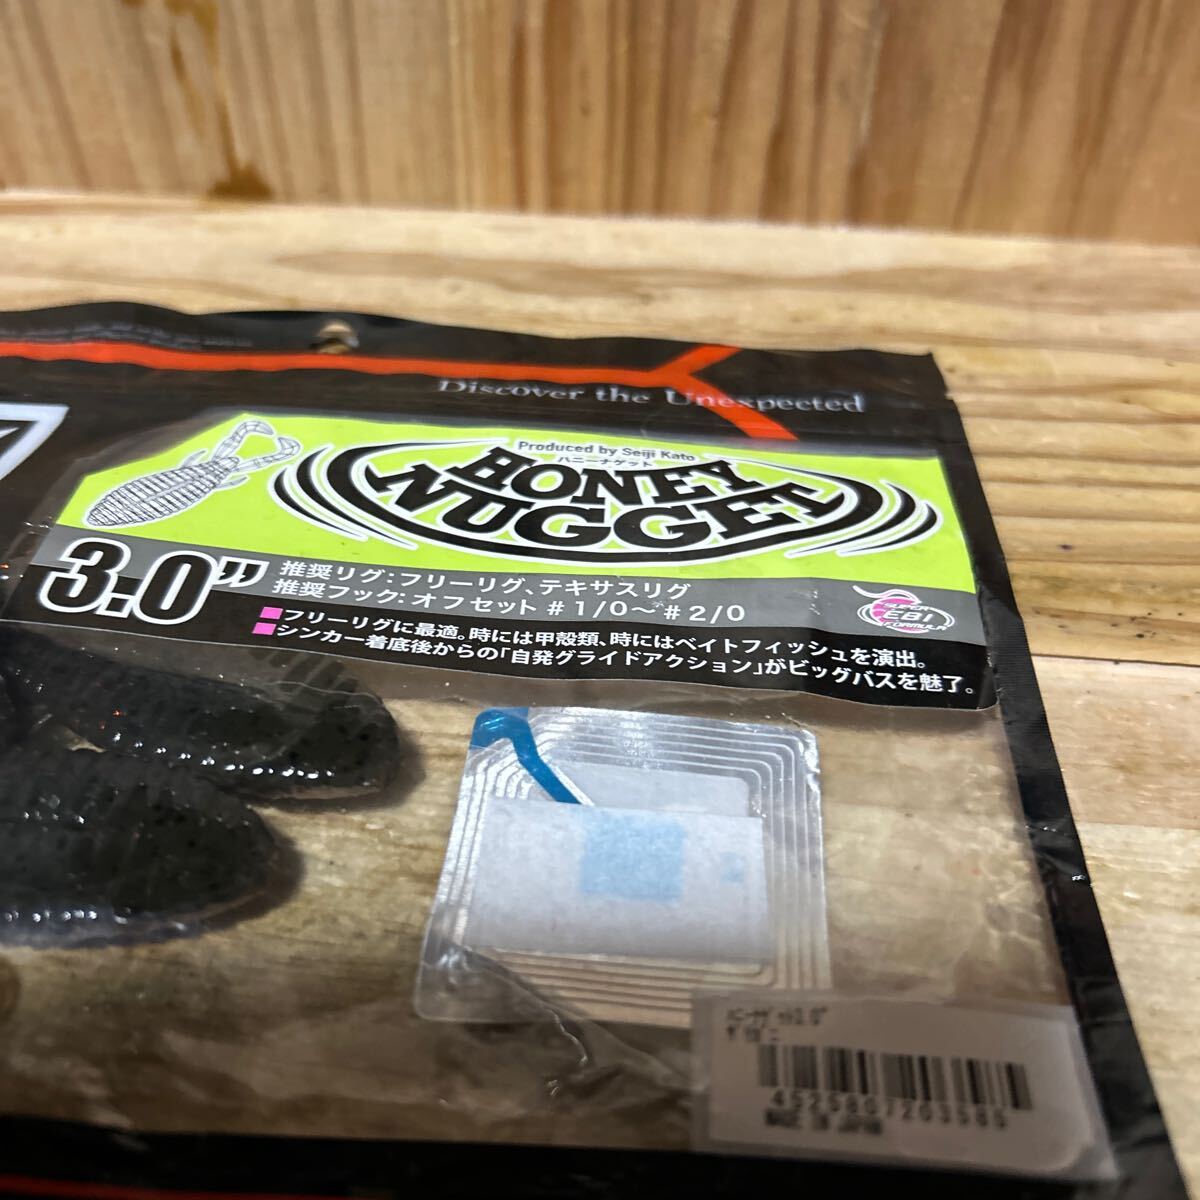 Discover the Unexpected
Produced by Seiji Kato
ハニーナゲット
HONEY
NUGGET
3.0”
推奨リグ：フリーリグ、テキサスリグ
推奨フック：オフセット #1/0～#2/0
SUPER
EBI
FORMULA
■フリーリグに最適。時には甲殻類、時にはベイトフィッシュを演出。
■シンカー着底後からの「自発グライドアクション」がビッグバスを魅了。
MADE IN JAPAN